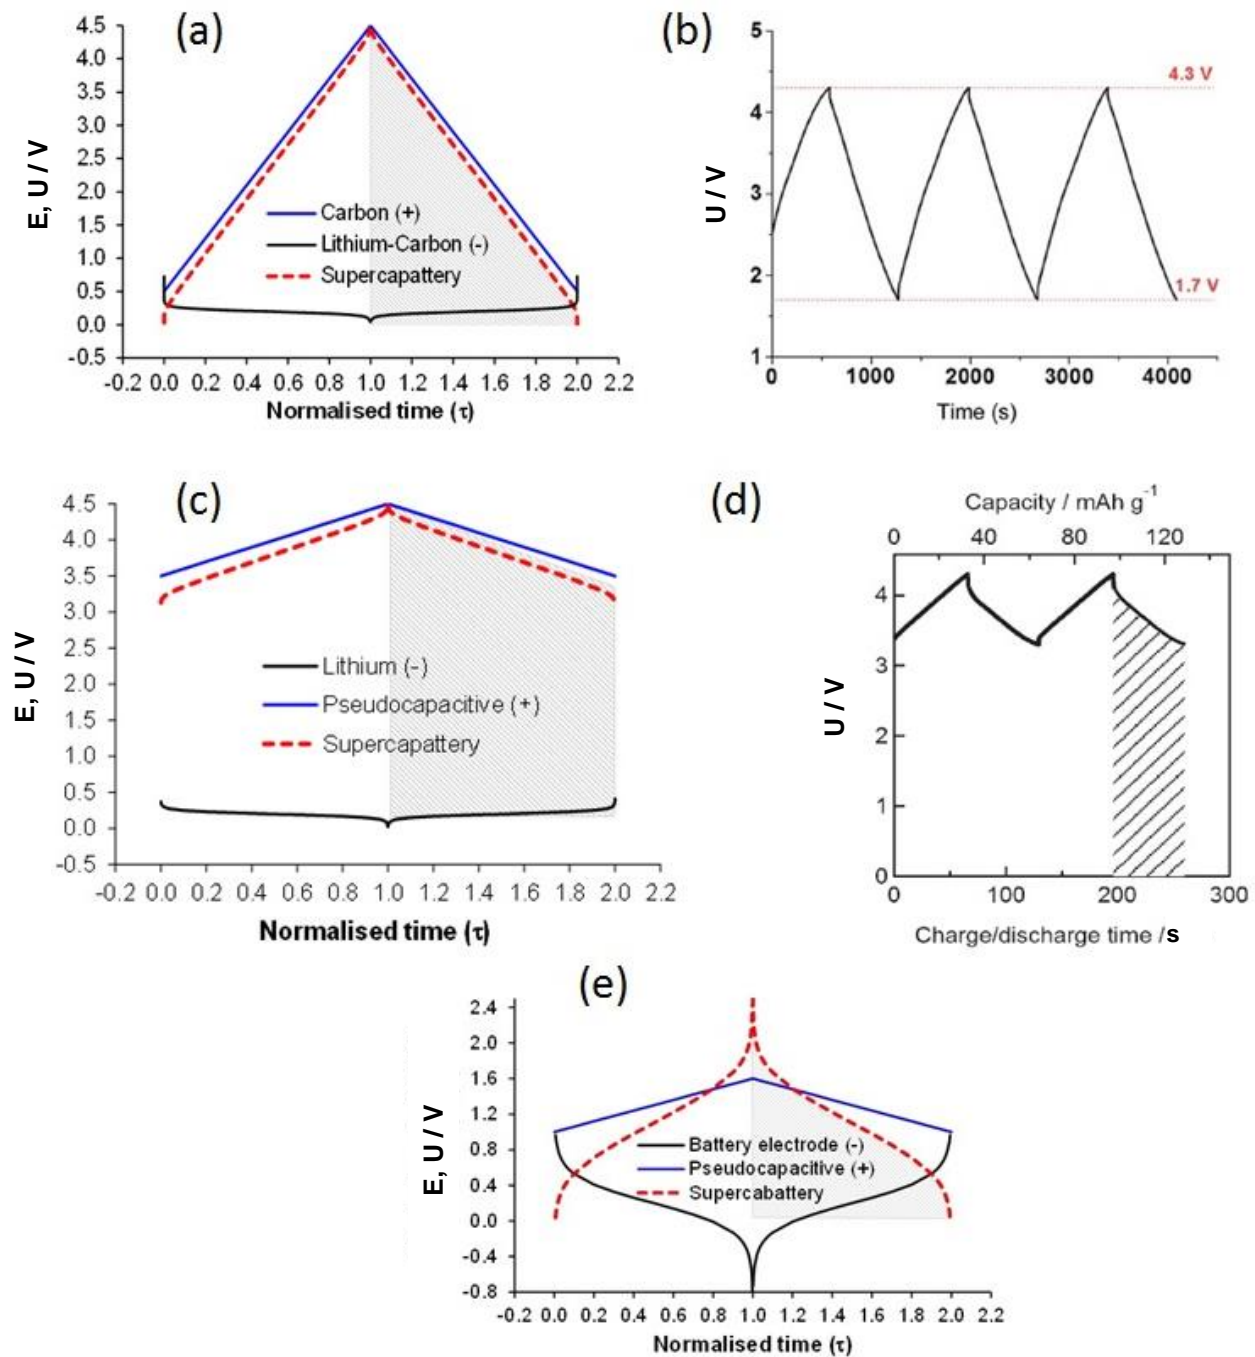 (a)
E, U / V
4.5
4.0
3.5
3.0
2.5
2.0
1.5
1.0
0.5
0.0
-0.5
Carbon (+)
Lithium-Carbon (-)
Supercapattery
-0.2 0.0 0.2 0.4 0.6 0.8 1.0 1.2 1.4 1.6 1.8 2.0 2.2
Normalised time (τ)
(b)
U / V
5
4
3
2
1
4.3 V
1.7 V
0 1000 2000 3000 4000
Time (s)
(c)
E, U / V
4.5
4.0
3.5
3.0
2.5
2.0
1.5
1.0
0.5
0.0
-0.5
Lithium (-)
Pseudocapacitive (+)
Supercapattery
-0.2 0.0 0.2 0.4 0.6 0.8 1.0 1.2 1.4 1.6 1.8 2.0 2.2
Normalised time (τ)
(d)
Capacity / mAh g⁻¹
0 40 80 120
U / V
4
3
2
1
0
0 100 200 300
Charge/discharge time /s
(e)
E, U / V
2.4
2.0
1.6
1.2
0.8
0.4
0.0
-0.4
-0.8
Battery electrode (-)
Pseudocapacitive (+)
Supercabattery
-0.2 0.0 0.2 0.4 0.6 0.8 1.0 1.2 1.4 1.6 1.8 2.0 2.2
Normalised time (τ)